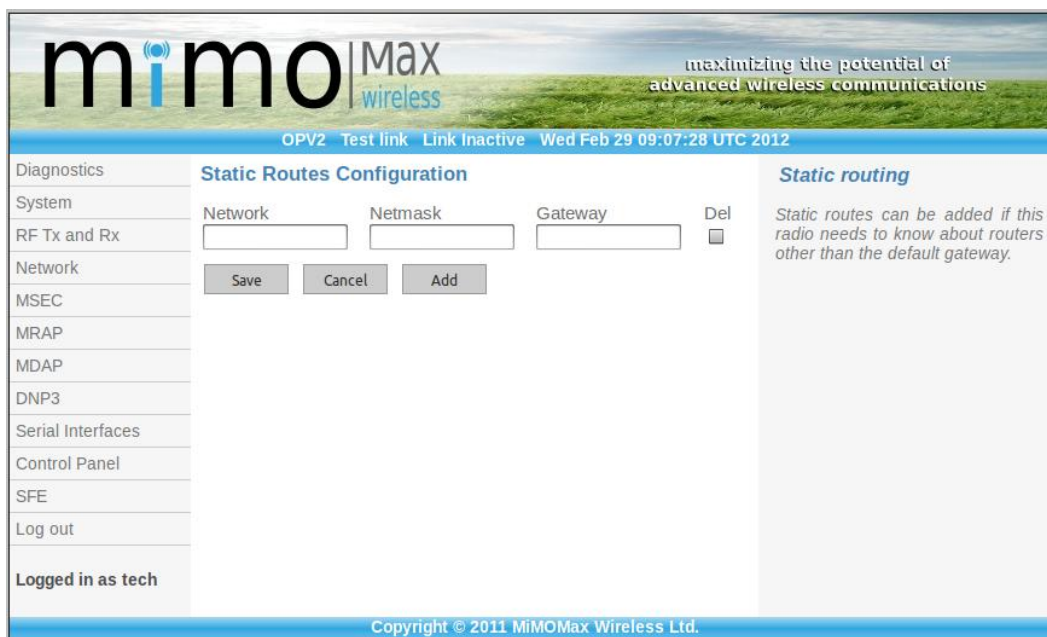 mimo Max wireless
maximizing the potential of
advanced wireless communications
OPV2 Test link Link Inactive Wed Feb 29 09:07:28 UTC 2012
Diagnostics
System
RF Tx and Rx
Network
MSEC
MRAP
MDAP
DNP3
Serial Interfaces
Control Panel
SFE
Log out
Logged in as tech
Static Routes Configuration
Network Netmask Gateway Del
Save Cancel Add
Static routing
Static routes can be added if this
radio needs to know about routers
other than the default gateway.
Copyright © 2011 MiMOMax Wireless Ltd.